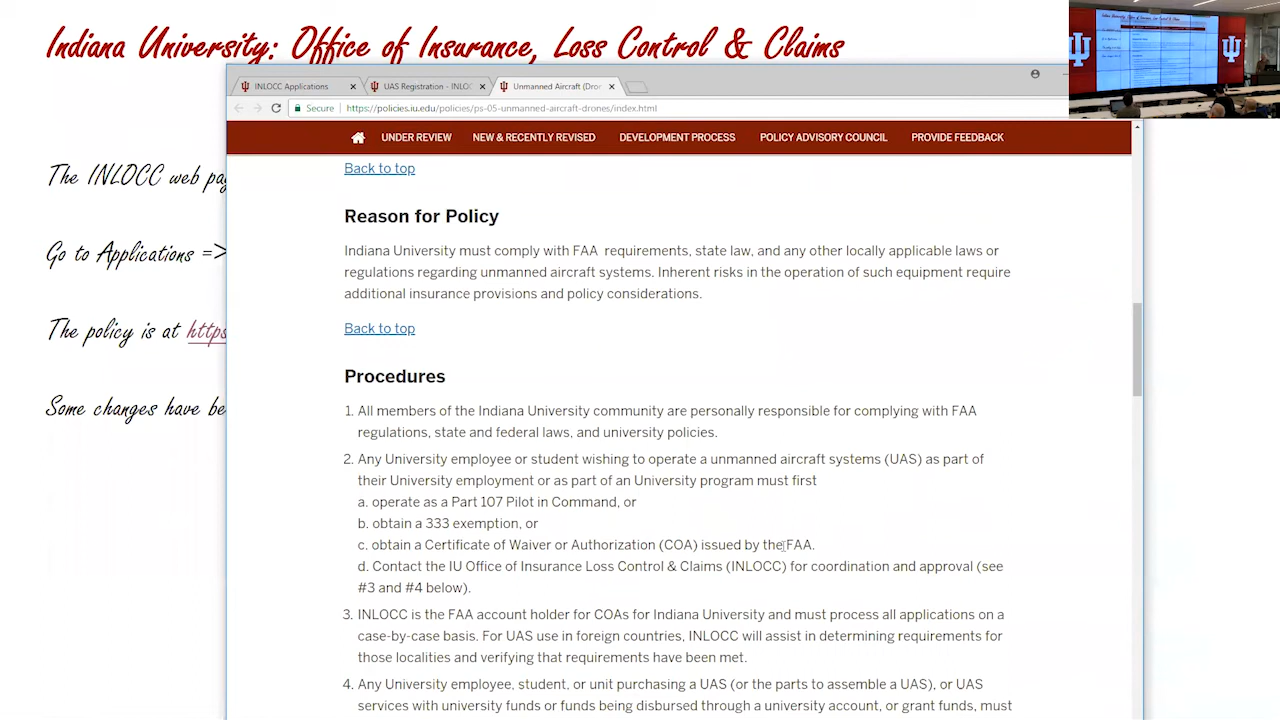 Indiana University: Office of Insurance, Loss Control & Claims
INLOCC Applications
UAS Registration - INLOC
Unmanned Aircraft (Dron
Secure
https://policies.iu.edu/policies/ps-05-unmanned-aircraft-drones/index.html
UNDER REVIEW NEW & RECENTLY REVISED DEVELOPMENT PROCESS POLICY ADVISORY COUNCIL PROVIDE FEEDBACK
The INLOCC web pag
Go to Applications =>
The policy is at https
Some changes have be
Back to top
Reason for Policy
Indiana University must comply with FAA requirements, state law, and any other locally applicable laws or
regulations regarding unmanned aircraft systems. Inherent risks in the operation of such equipment require
additional insurance provisions and policy considerations.
Back to top
Procedures
1. All members of the Indiana University community are personally responsible for complying with FAA
regulations, state and federal laws, and university policies.
2. Any University employee or student wishing to operate a unmanned aircraft systems (UAS) as part of
their University employment or as part of an University program must first
a. operate as a Part 107 Pilot in Command, or
b. obtain a 333 exemption, or
c. obtain a Certificate of Waiver or Authorization (COA) issued by the FAA.
d. Contact the IU Office of Insurance Loss Control & Claims (INLOCC) for coordination and approval (see
#3 and #4 below).
3. INLOCC is the FAA account holder for COAs for Indiana University and must process all applications on a
case-by-case basis. For UAS use in foreign countries, INLOCC will assist in determining requirements for
those localities and verifying that requirements have been met.
4. Any University employee, student, or unit purchasing a UAS (or the parts to assemble a UAS), or UAS
services with university funds or funds being disbursed through a university account, or grant funds, must